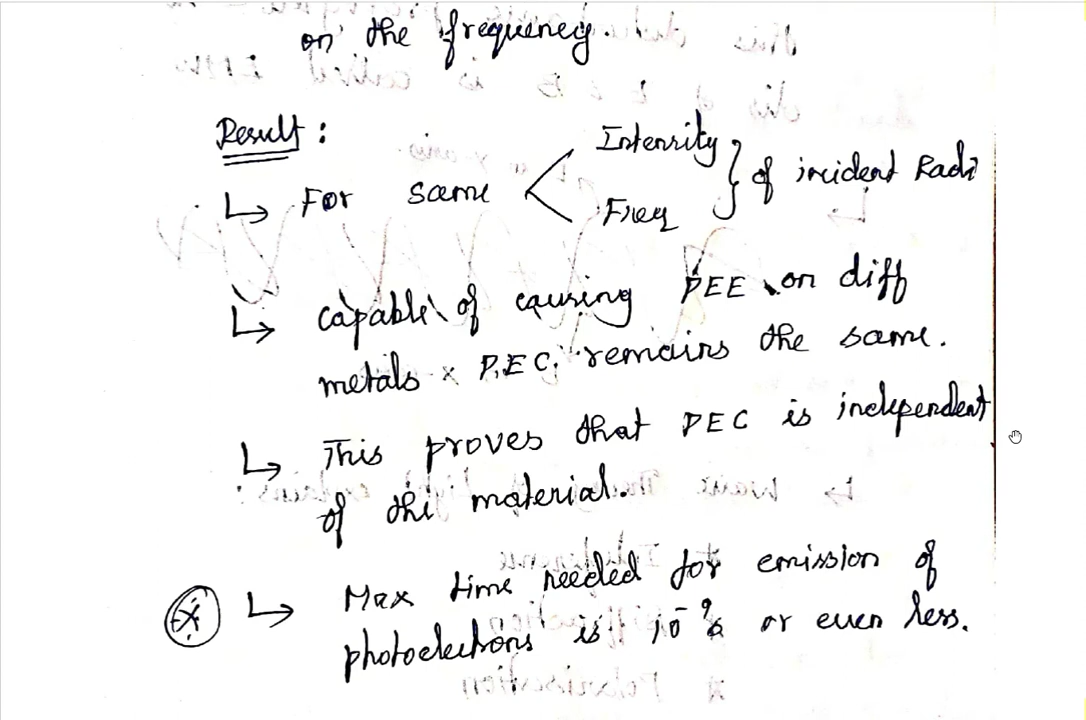 on the frequency.
Result :
Intensity
For same < } of incident Radi
Freq
capable of causing PEE on diff
metals x P.E.C. remains the same.
This proves that PEC is independent
of the material.
Max time needed for emission of
photoelectrons is 10⁻⁹s or even less.